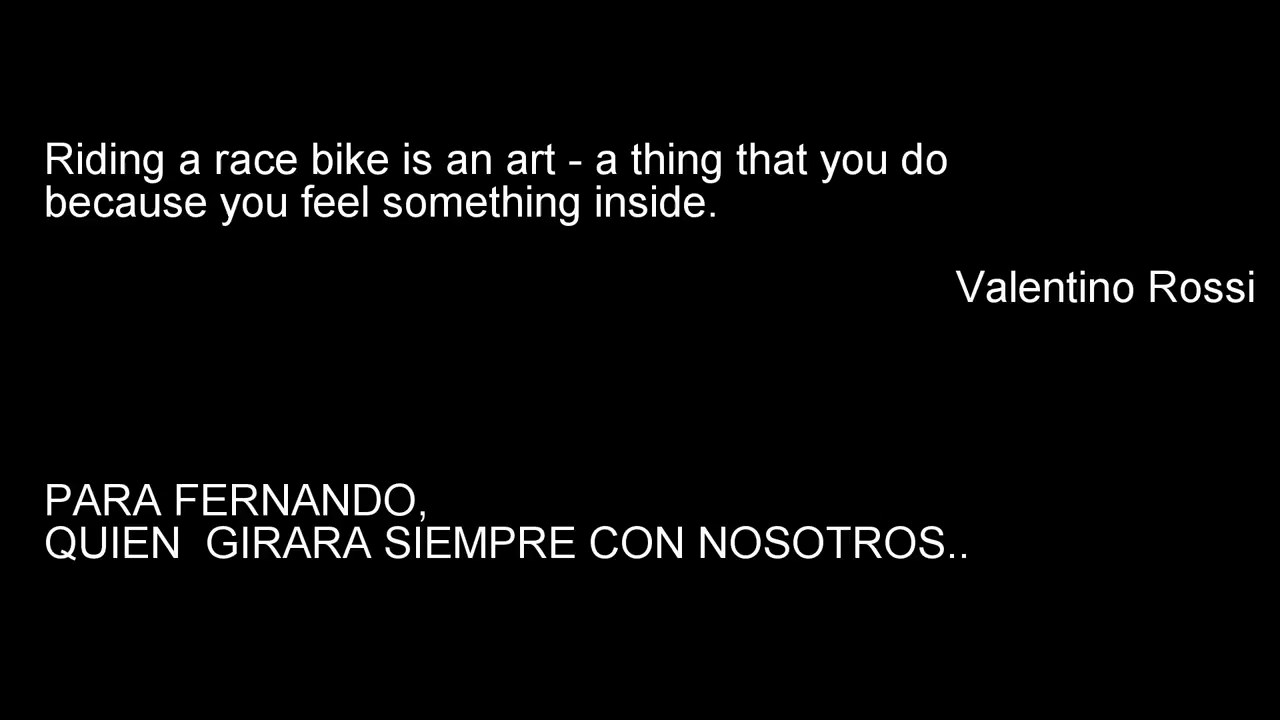 Riding a race bike is an art - a thing that you do
because you feel something inside.
Valentino Rossi
PARA FERNANDO,
QUIEN  GIRARA SIEMPRE CON NOSOTROS..